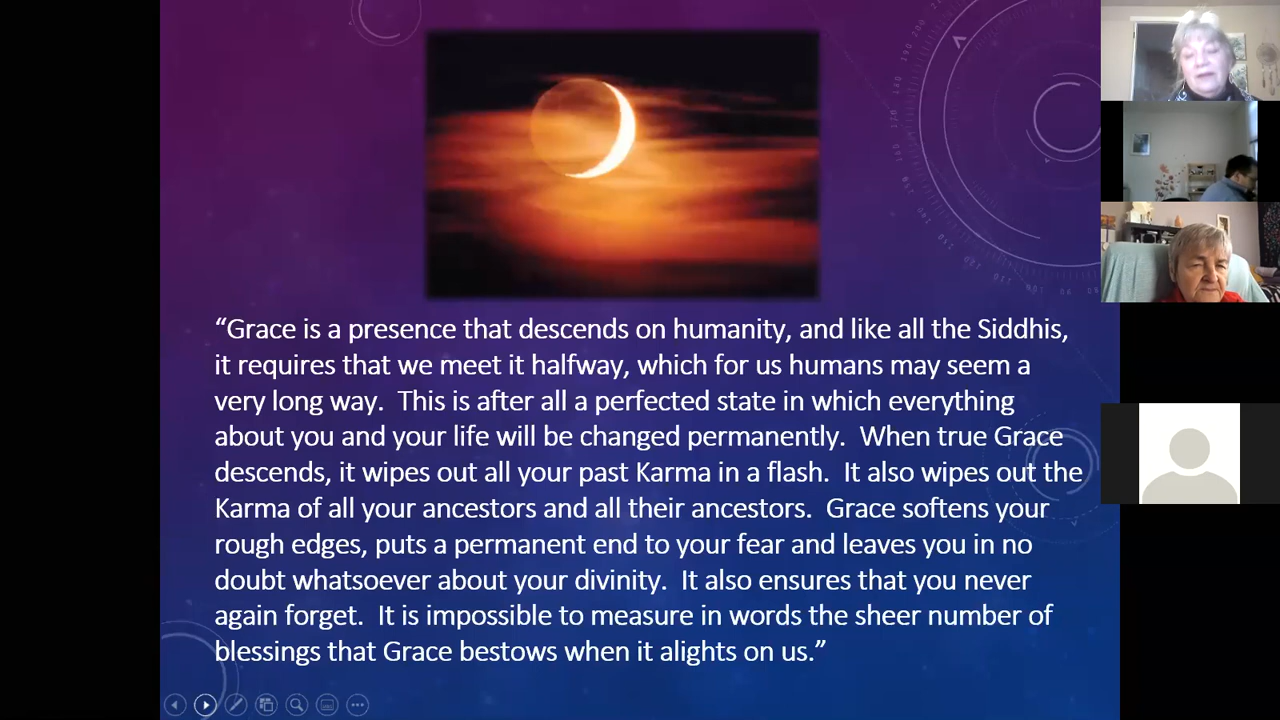 “Grace is a presence that descends on humanity, and like all the Siddhis,
it requires that we meet it halfway, which for us humans may seem a
very long way.  This is after all a perfected state in which everything
about you and your life will be changed permanently.  When true Grace
descends, it wipes out all your past Karma in a flash.  It also wipes out the
Karma of all your ancestors and all their ancestors.  Grace softens your
rough edges, puts a permanent end to your fear and leaves you in no
doubt whatsoever about your divinity.  It also ensures that you never
again forget.  It is impossible to measure in words the sheer number of
blessings that Grace bestows when it alights on us.”